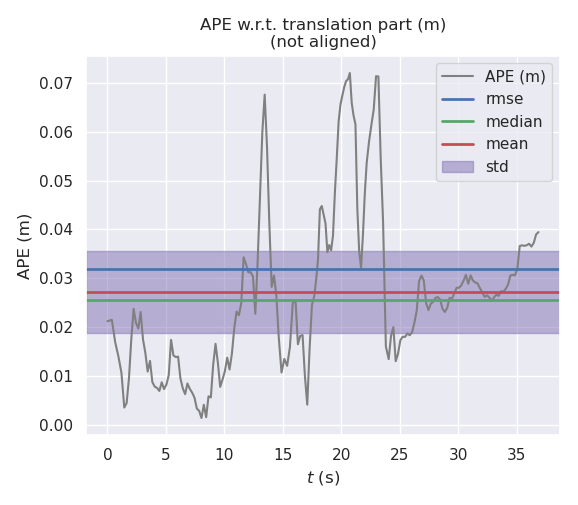 APE w.r.t. translation part (m)
(not aligned)
APE (m)
rmse
median
mean
std
APE (m)
0.07
0.06
0.05
0.04
0.03
0.02
0.01
0.00
0 5 10 15 20 25 30 35
t (s)